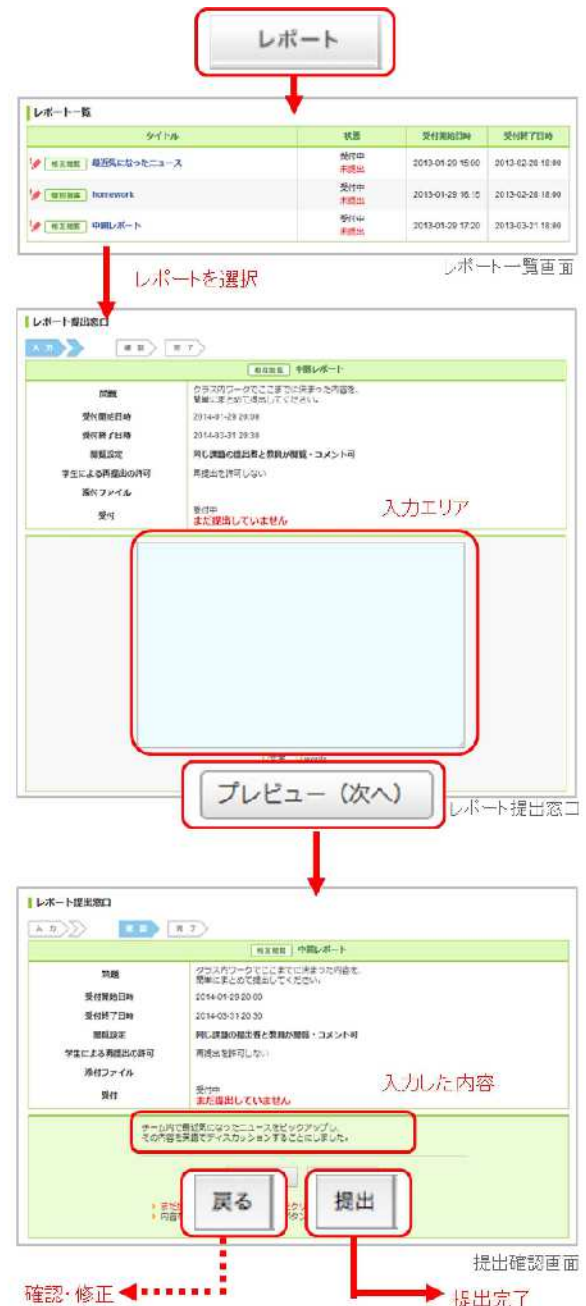 レポート
レポート一覧
タイトル 状態 受付開始日時 受付終了日時
相互閲覧 最近気になったニュース 受付中 未提出 2013-01-29 15:00 2013-02-28 18:00
homework 受付中 未提出 2013-01-29 16:15 2013-02-28 18:00
相互閲覧 中間レポート 受付中 未提出 2013-01-29 17:20 2013-03-21 18:00
レポート一覧画面
レポートを選択
レポート提出窓口
入力 確認 完了
相互閲覧 中間レポート
問題 クラス内ワークでここまでに決まった内容を、
簡単にまとめて提出してください。
受付開始日時 2014-01-29 20:00
受付終了日時 2014-03-31 20:30
閲覧設定 同じ課題の提出者と教員が閲覧・コメント可
学生による再提出の許可 再提出を許可しない
添付ファイル
受付 受付中
まだ提出していません
入力エリア
プレビュー（次へ）
レポート提出窓口
レポート提出窓口
入力 確認 完了
相互閲覧 中間レポート
問題 クラス内ワークでここまでに決まった内容を、
簡単にまとめて提出してください。
受付開始日時 2014-01-29 20:00
受付終了日時 2014-03-31 20:30
閲覧設定 同じ課題の提出者と教員が閲覧・コメント可
学生による再提出の許可 再提出を許可しない
添付ファイル
受付 受付中
まだ提出していません
入力した内容
チーム内で最近気になったニュースをピックアップし、
その内容を英語でディスカッションすることにしました。
戻る 提出
提出確認画面
確認・修正 提出完了